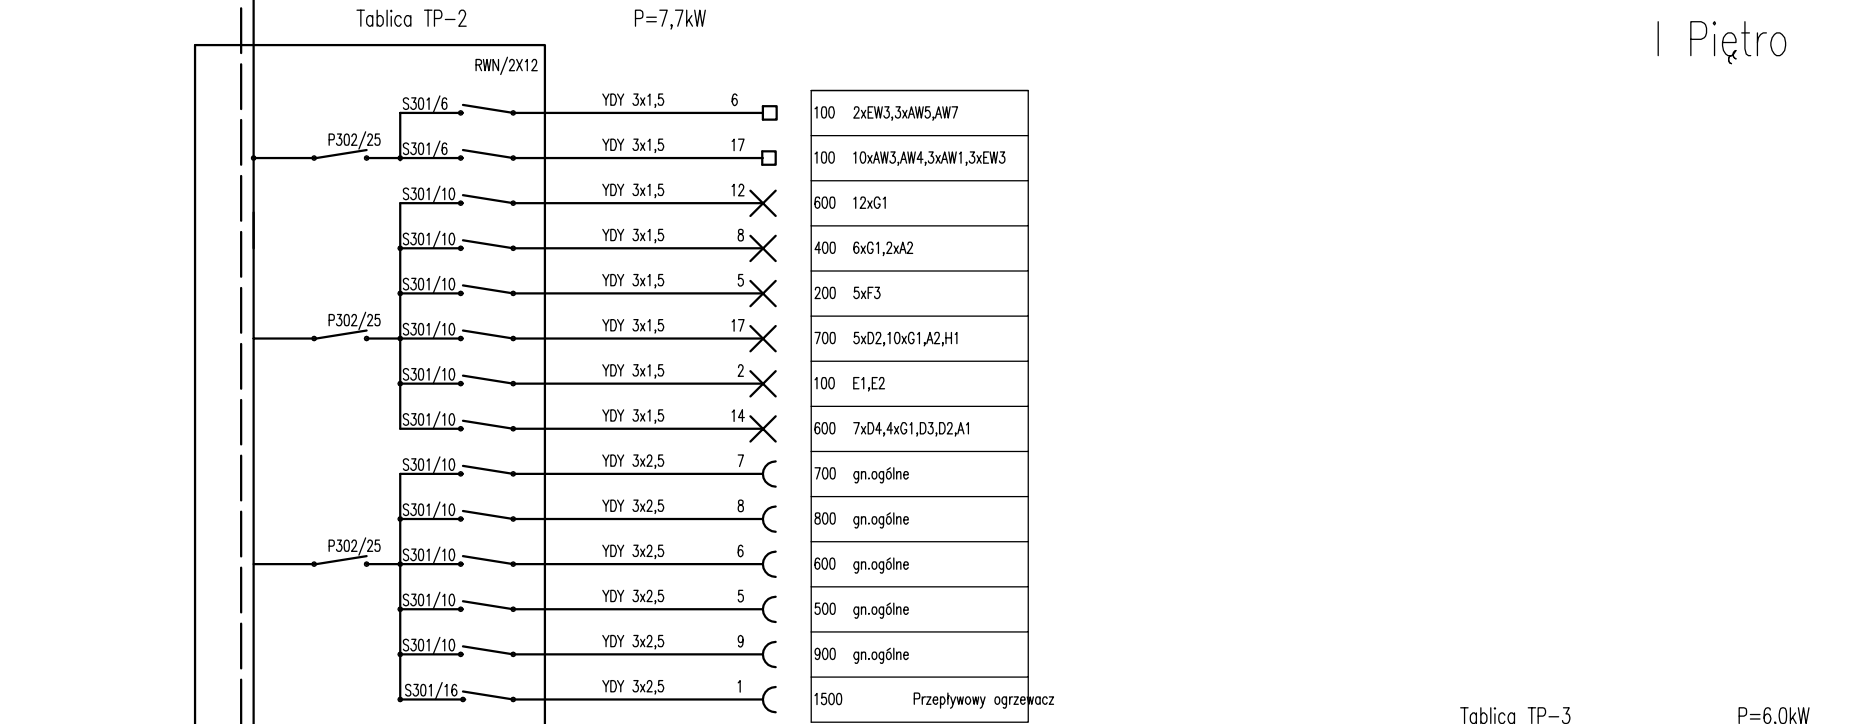 Tablica TP-2 P=7,7kW
I Piętro
RWN/2X12
S301/6 YDY 3x1,5 6 100 2xEW3,3xAW5,AW7
P302/25 S301/6 YDY 3x1,5 17 100 10xAW3,AW4,3xAW1,3xEW3
S301/10 YDY 3x1,5 12 600 12xG1
S301/10 YDY 3x1,5 8 400 6xG1,2xA2
S301/10 YDY 3x1,5 5 200 5xF3
P302/25 S301/10 YDY 3x1,5 17 700 5xD2,10xG1,A2,H1
S301/10 YDY 3x1,5 2 100 E1,E2
S301/10 YDY 3x1,5 14 600 7xD4,4xG1,D3,D2,A1
S301/10 YDY 3x2,5 7 700 gn.ogólne
S301/10 YDY 3x2,5 8 800 gn.ogólne
P302/25 S301/10 YDY 3x2,5 6 600 gn.ogólne
S301/10 YDY 3x2,5 5 500 gn.ogólne
S301/10 YDY 3x2,5 9 900 gn.ogólne
S301/16 YDY 3x2,5 1 1500 Przepływowy ogrzewacz
Tablica TP-3 P=6,0kW